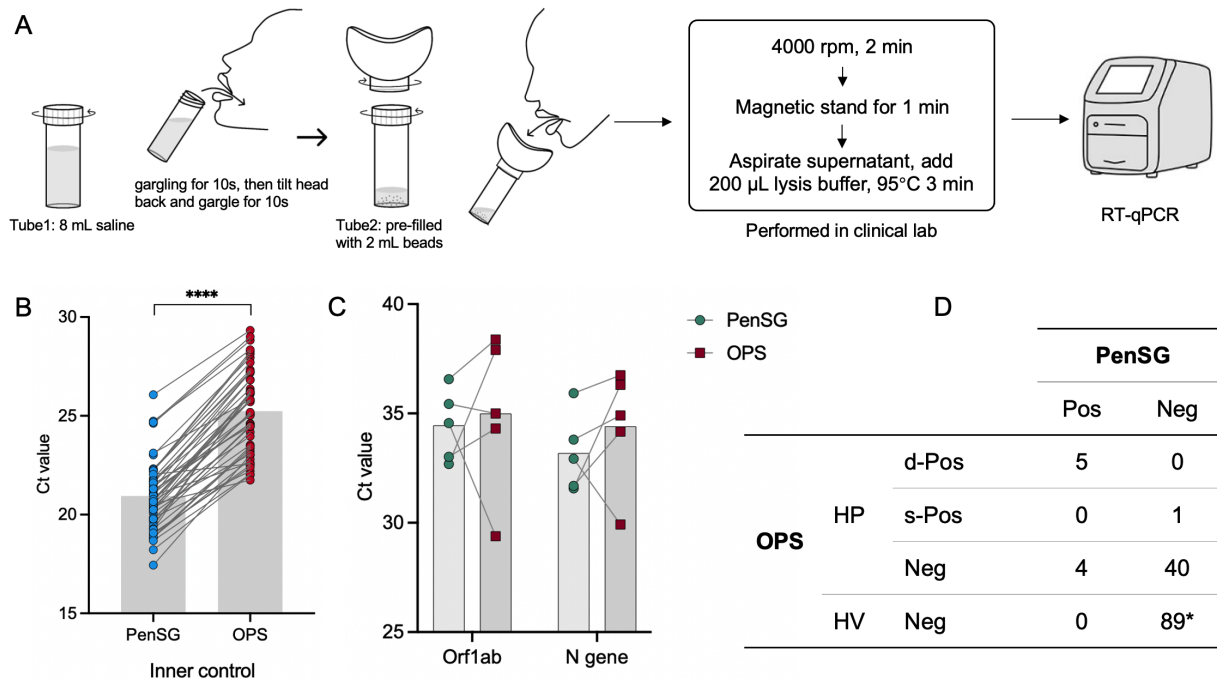 A
gargling for 10s, then tilt head
back and gargle for 10s
Tube1: 8 mL saline
Tube2: pre-filled
with 2 mL beads
4000 rpm, 2 min
Magnetic stand for 1 min
Aspirate supernatant, add
200 µL lysis buffer, 95°C 3 min
Performed in clinical lab
RT-qPCR
B
****
Ct value
30
25
20
15
PenSG
OPS
Inner control
C
Ct value
40
35
30
25
Orf1ab
N gene
PenSG
OPS
D
PenSG
Pos Neg
d-Pos 5 0
OPS HP s-Pos 0 1
Neg 4 40
HV Neg 0 89*